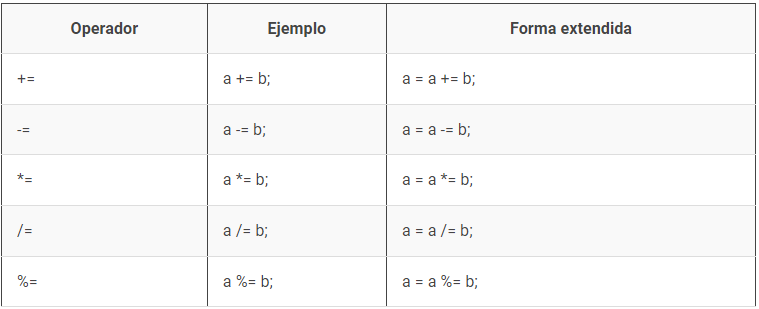 Operador Ejemplo Forma extendida
+= a += b; a = a += b;
-= a -= b; a = a -= b;
*= a *= b; a = a *= b;
/= a /= b; a = a /= b;
%= a %= b; a = a %= b;